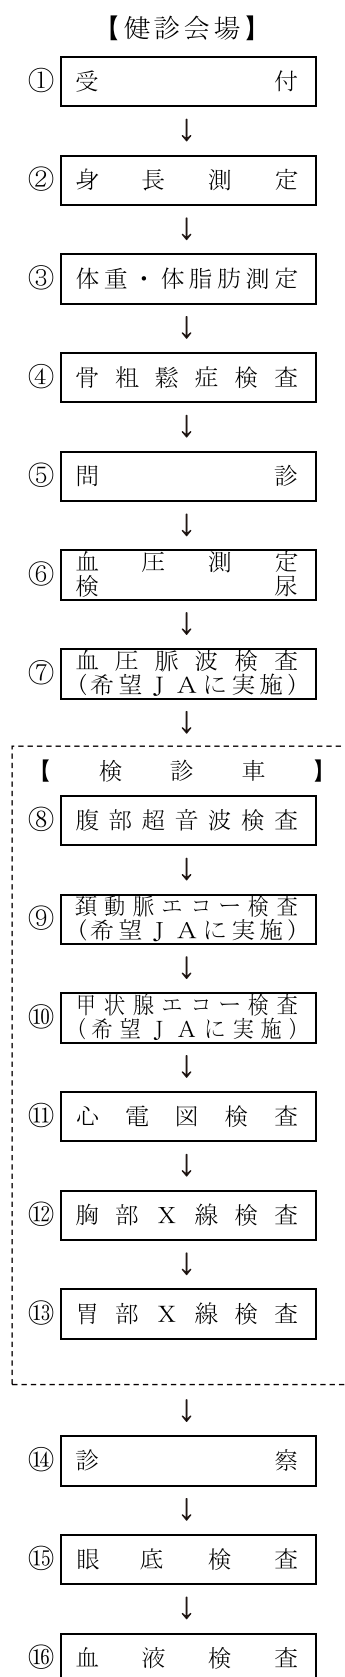 【健診会場】
① 受付
↓
② 身長測定
↓
③ 体重・体脂肪測定
↓
④ 骨粗鬆症検査
↓
⑤ 問診
↓
⑥ 血圧測定
検尿
↓
⑦ 血圧脈波検査
(希望JAに実施)
↓
【検診車】
⑧ 腹部超音波検査
↓
⑨ 頚動脈エコー検査
(希望JAに実施)
↓
⑩ 甲状腺エコー検査
(希望JAに実施)
↓
⑪ 心電図検査
↓
⑫ 胸部X線検査
↓
⑬ 胃部X線検査
↓
⑭ 診察
↓
⑮ 眼底検査
↓
⑯ 血液検査